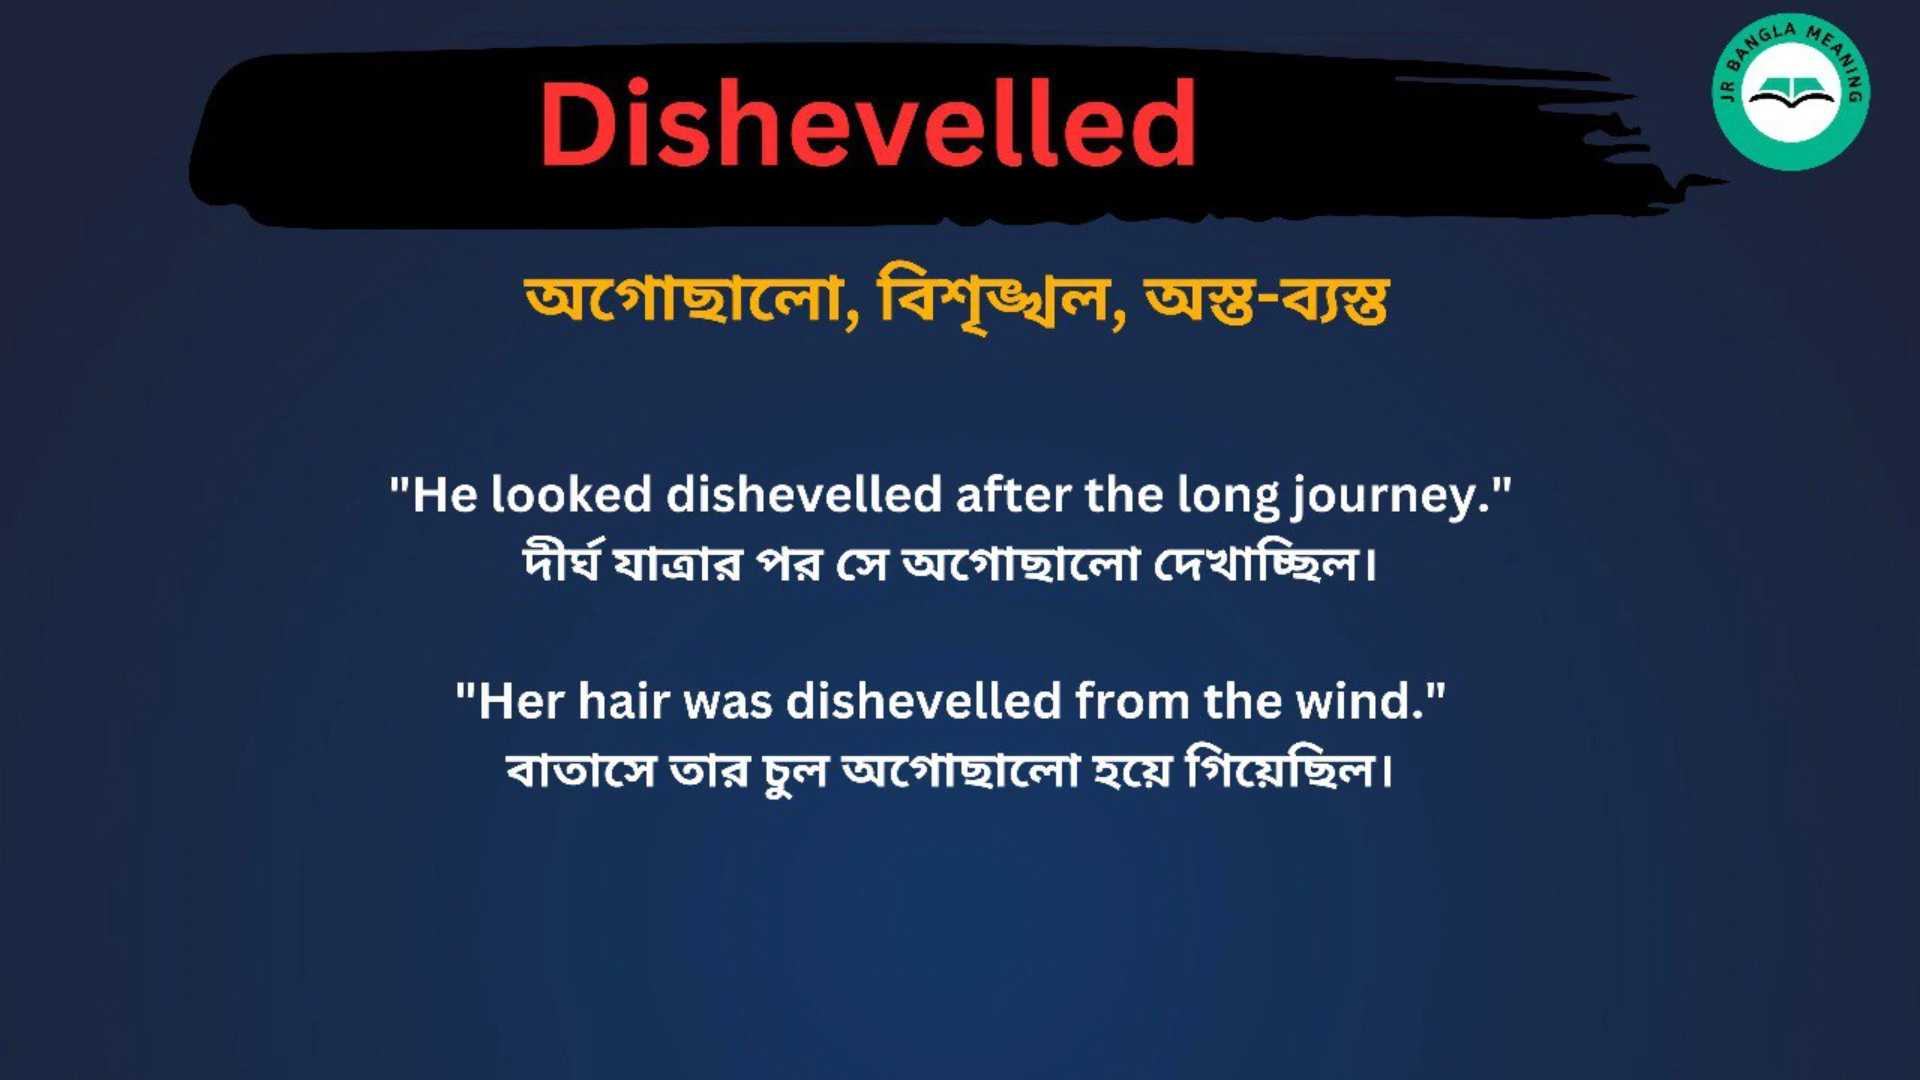 JR BANGLA MEANING
Dishevelled
অগোছালো, বিশৃঙ্খল, অস্ত-ব্যস্ত
"He looked dishevelled after the long journey."
দীর্ঘ যাত্রার পর সে অগোছালো দেখাচ্ছিল।
"Her hair was dishevelled from the wind."
বাতাসে তার চুল অগোছালো হয়ে গিয়েছিল।